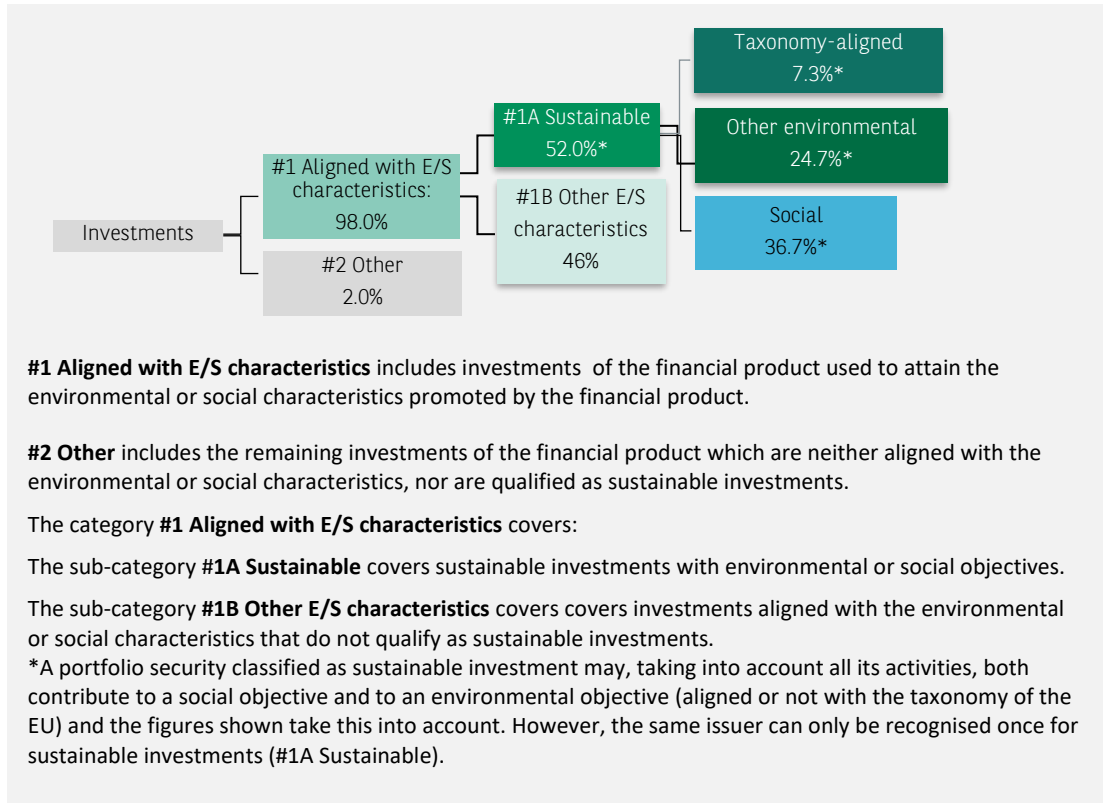 Taxonomy-aligned
7.3%*
#1A Sustainable
52.0%*
Other environmental
24.7%*
#1 Aligned with E/S
characteristics:
98.0%
#1B Other E/S
characteristics
46%
Social
36.7%*
Investments
#2 Other
2.0%
#1 Aligned with E/S characteristics includes investments of the financial product used to attain the
environmental or social characteristics promoted by the financial product.
#2 Other includes the remaining investments of the financial product which are neither aligned with the
environmental or social characteristics, nor are qualified as sustainable investments.
The category #1 Aligned with E/S characteristics covers:
The sub-category #1A Sustainable covers sustainable investments with environmental or social objectives.
The sub-category #1B Other E/S characteristics covers covers investments aligned with the environmental
or social characteristics that do not qualify as sustainable investments.
*A portfolio security classified as sustainable investment may, taking into account all its activities, both
contribute to a social objective and to an environmental objective (aligned or not with the taxonomy of the
EU) and the figures shown take this into account. However, the same issuer can only be recognised once for
sustainable investments (#1A Sustainable).